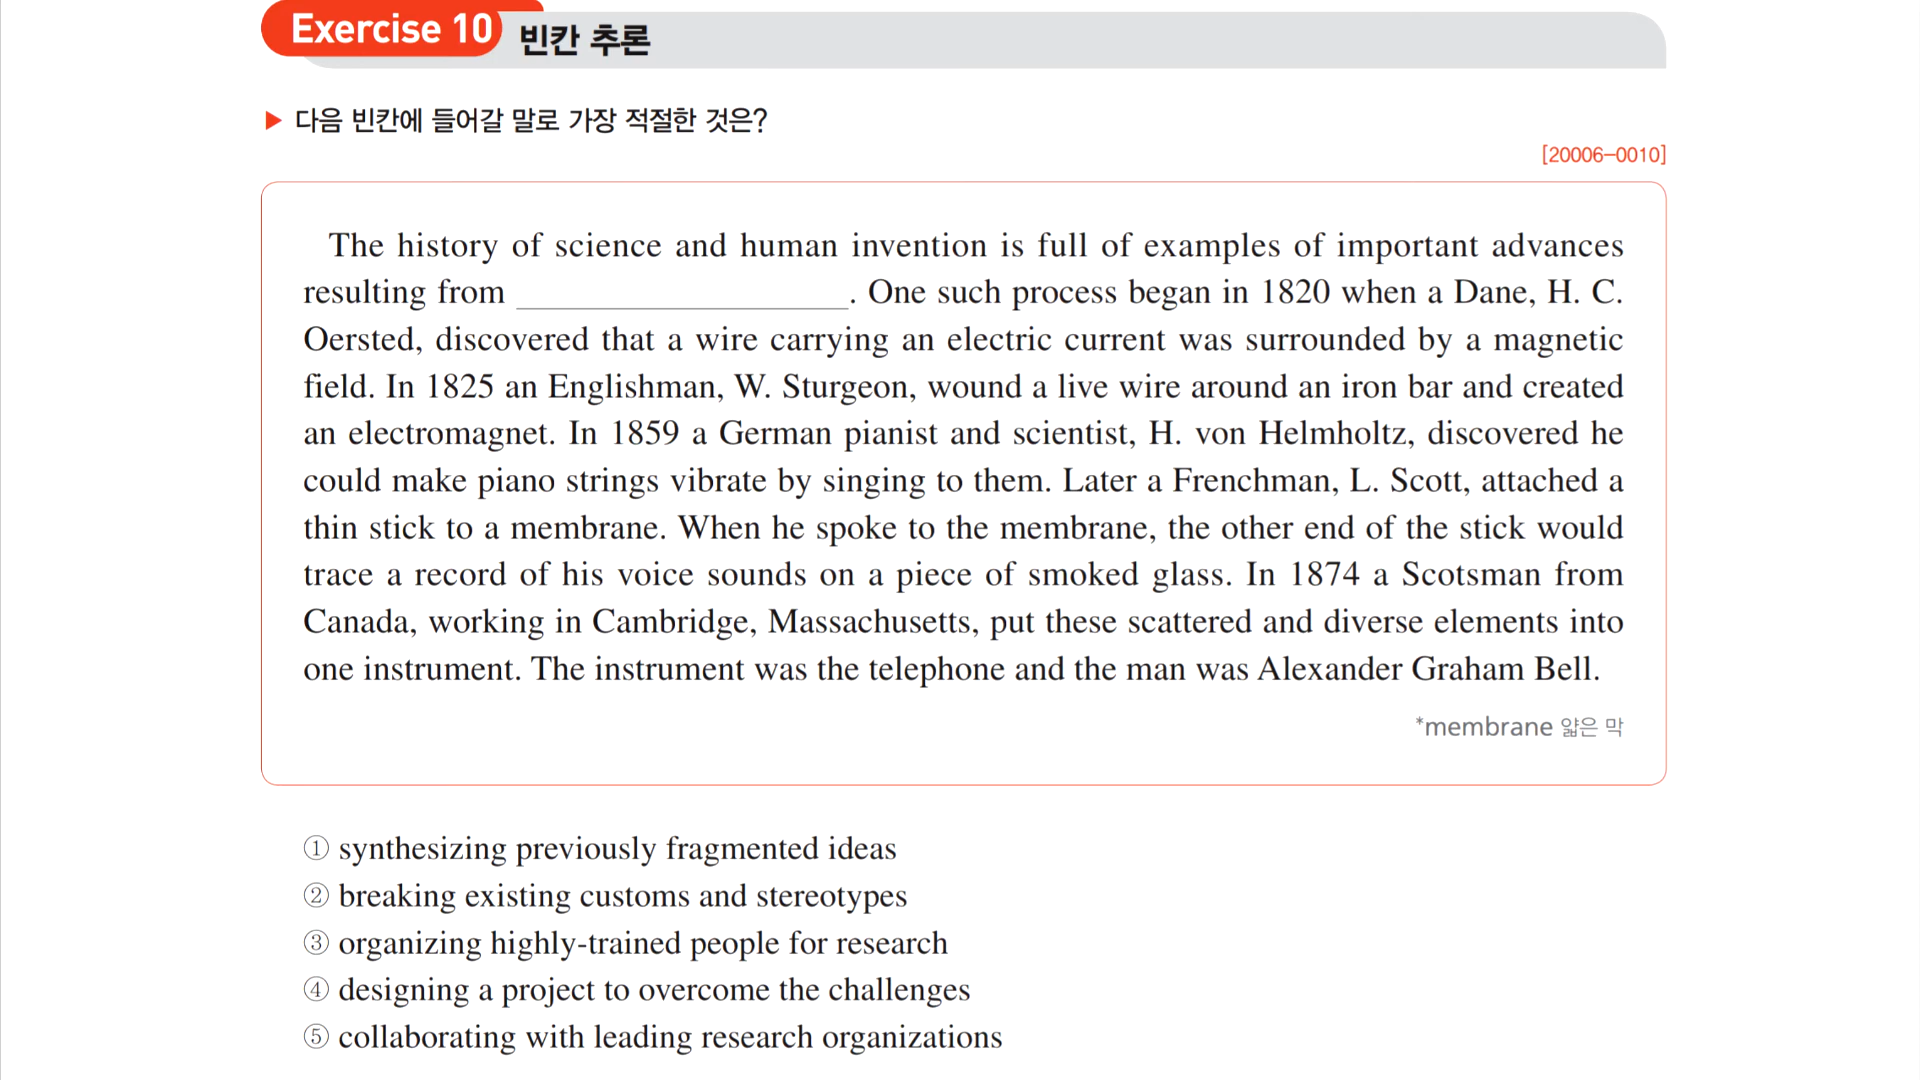 Exercise 10 빈칸 추론
▶ 다음 빈칸에 들어갈 말로 가장 적절한 것은?
[20006-0010]
The history of science and human invention is full of examples of important advances
resulting from ____________________. One such process began in 1820 when a Dane, H. C.
Oersted, discovered that a wire carrying an electric current was surrounded by a magnetic
field. In 1825 an Englishman, W. Sturgeon, wound a live wire around an iron bar and created
an electromagnet. In 1859 a German pianist and scientist, H. von Helmholtz, discovered he
could make piano strings vibrate by singing to them. Later a Frenchman, L. Scott, attached a
thin stick to a membrane. When he spoke to the membrane, the other end of the stick would
trace a record of his voice sounds on a piece of smoked glass. In 1874 a Scotsman from
Canada, working in Cambridge, Massachusetts, put these scattered and diverse elements into
one instrument. The instrument was the telephone and the man was Alexander Graham Bell.
*membrane 얇은 막
① synthesizing previously fragmented ideas
② breaking existing customs and stereotypes
③ organizing highly-trained people for research
④ designing a project to overcome the challenges
⑤ collaborating with leading research organizations